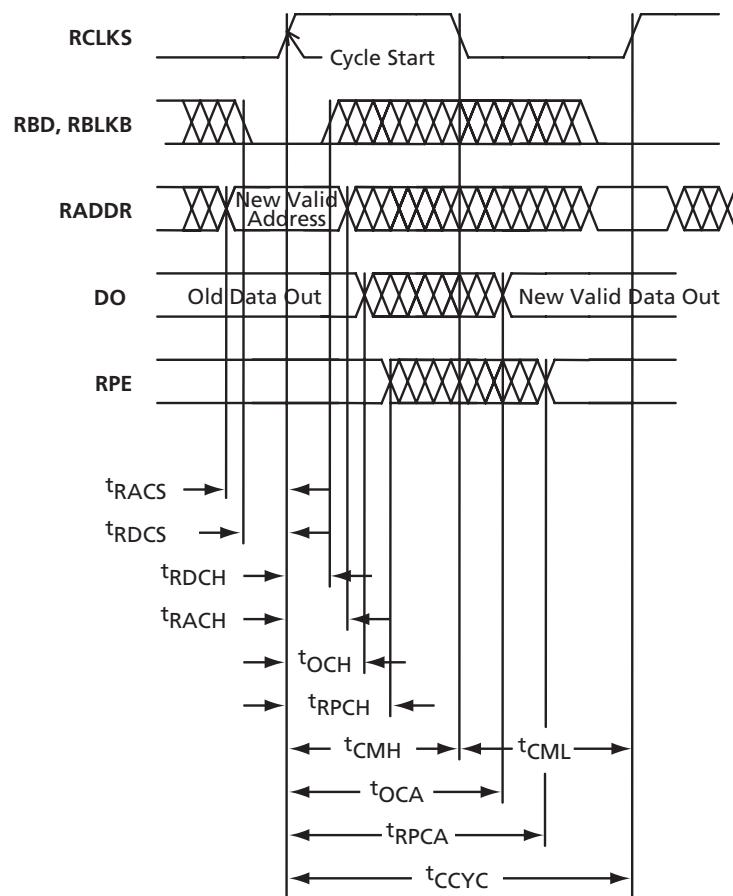 RCLKS
Cycle Start
RBD, RBLKB
RADDR
New Valid
Address
DO
Old Data Out
New Valid Data Out
RPE
tRACS
tRDCS
tRDCH
tRACH
tOCH
tRPCH
tCMH
tCML
tOCA
tRPCA
tCCYC